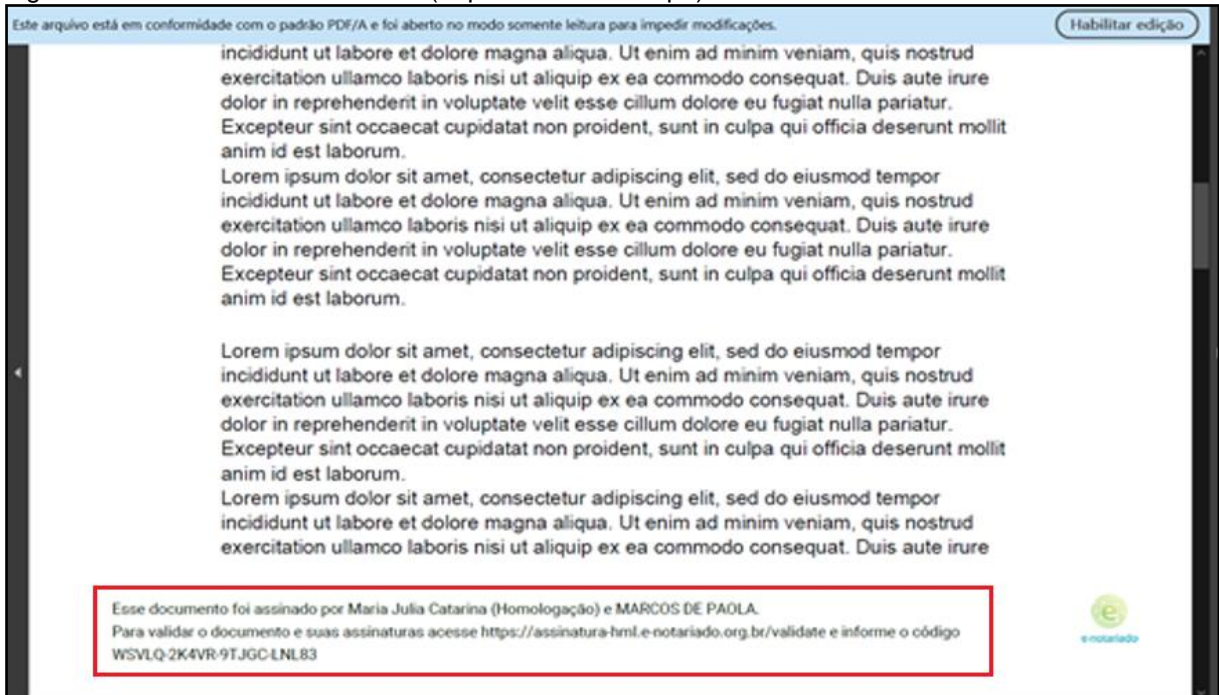 Este arquivo está em conformidade com o padrão PDF/A e foi aberto no modo somente leitura para impedir modificações.
Habilitar edição
incididunt ut labore et dolore magna aliqua. Ut enim ad minim veniam, quis nostrud
exercitation ullamco laboris nisi ut aliquip ex ea commodo consequat. Duis aute irure
dolor in reprehenderit in voluptate velit esse cillum dolore eu fugiat nulla pariatur.
Excepteur sint occaecat cupidatat non proident, sunt in culpa qui officia deserunt mollit
anim id est laborum.
Lorem ipsum dolor sit amet, consectetur adipiscing elit, sed do eiusmod tempor
incididunt ut labore et dolore magna aliqua. Ut enim ad minim veniam, quis nostrud
exercitation ullamco laboris nisi ut aliquip ex ea commodo consequat. Duis aute irure
dolor in reprehenderit in voluptate velit esse cillum dolore eu fugiat nulla pariatur.
Excepteur sint occaecat cupidatat non proident, sunt in culpa qui officia deserunt mollit
anim id est laborum.
Lorem ipsum dolor sit amet, consectetur adipiscing elit, sed do eiusmod tempor
incididunt ut labore et dolore magna aliqua. Ut enim ad minim veniam, quis nostrud
exercitation ullamco laboris nisi ut aliquip ex ea commodo consequat. Duis aute irure
dolor in reprehenderit in voluptate velit esse cillum dolore eu fugiat nulla pariatur.
Excepteur sint occaecat cupidatat non proident, sunt in culpa qui officia deserunt mollit
anim id est laborum.
Lorem ipsum dolor sit amet, consectetur adipiscing elit, sed do eiusmod tempor
incididunt ut labore et dolore magna aliqua. Ut enim ad minim veniam, quis nostrud
exercitation ullamco laboris nisi ut aliquip ex ea commodo consequat. Duis aute irure
Esse documento foi assinado por Maria Julia Catarina (Homologação) e MARCOS DE PAOLA.
Para validar o documento e suas assinaturas acesse https://assinatura-hml.e-notariado.org.br/validate e informe o código
WSVLQ-2K4VR-9TJGC-LNL83
e-notariado